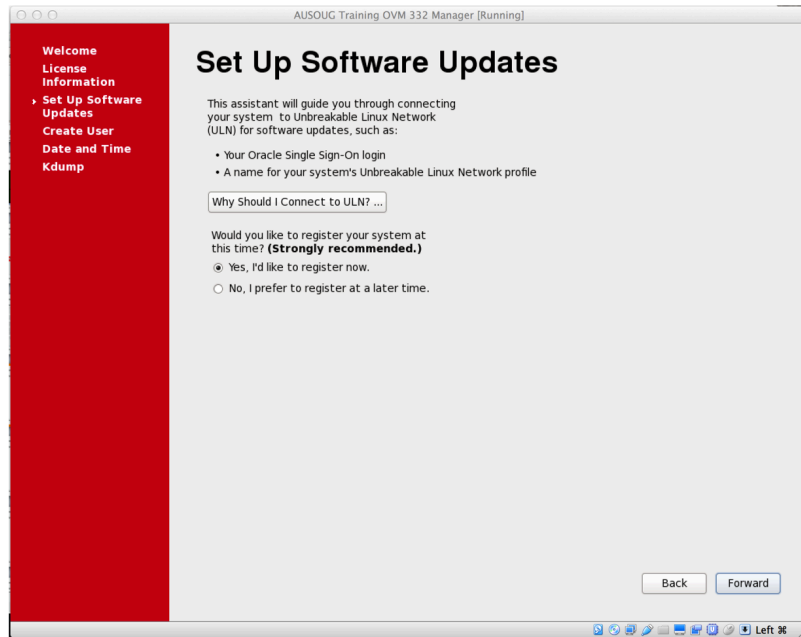 AUSOUG Training OVM 332 Manager [Running]
Welcome
License
Information
Set Up Software
Updates
Create User
Date and Time
Kdump
Set Up Software Updates
This assistant will guide you through connecting
your system to Unbreakable Linux Network
(ULN) for software updates, such as:
• Your Oracle Single Sign-On login
• A name for your system's Unbreakable Linux Network profile
Why Should I Connect to ULN? ...
Would you like to register your system at
this time? (Strongly recommended.)
Yes, I'd like to register now.
No, I prefer to register at a later time.
Back
Forward
Left ⌘